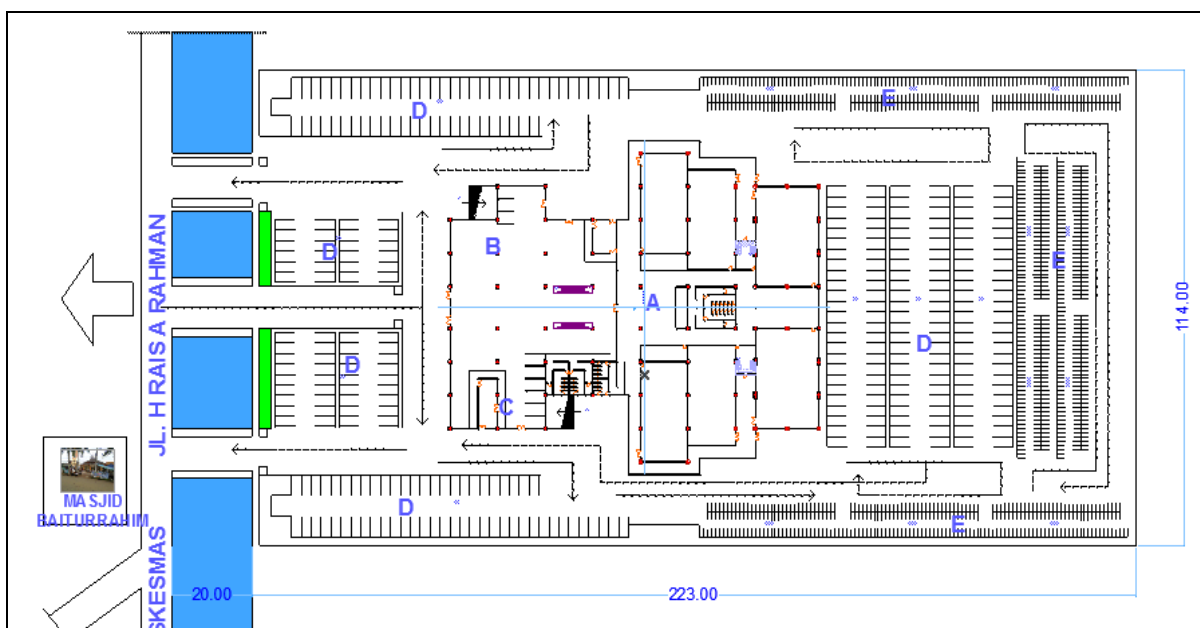 D
E
D
B
A
E
D
D
C
D
E
JL. H RAIS A RAHMAN
MASJID
BAITURRAHIM
SKESMAS
20.00
223.00
114.00